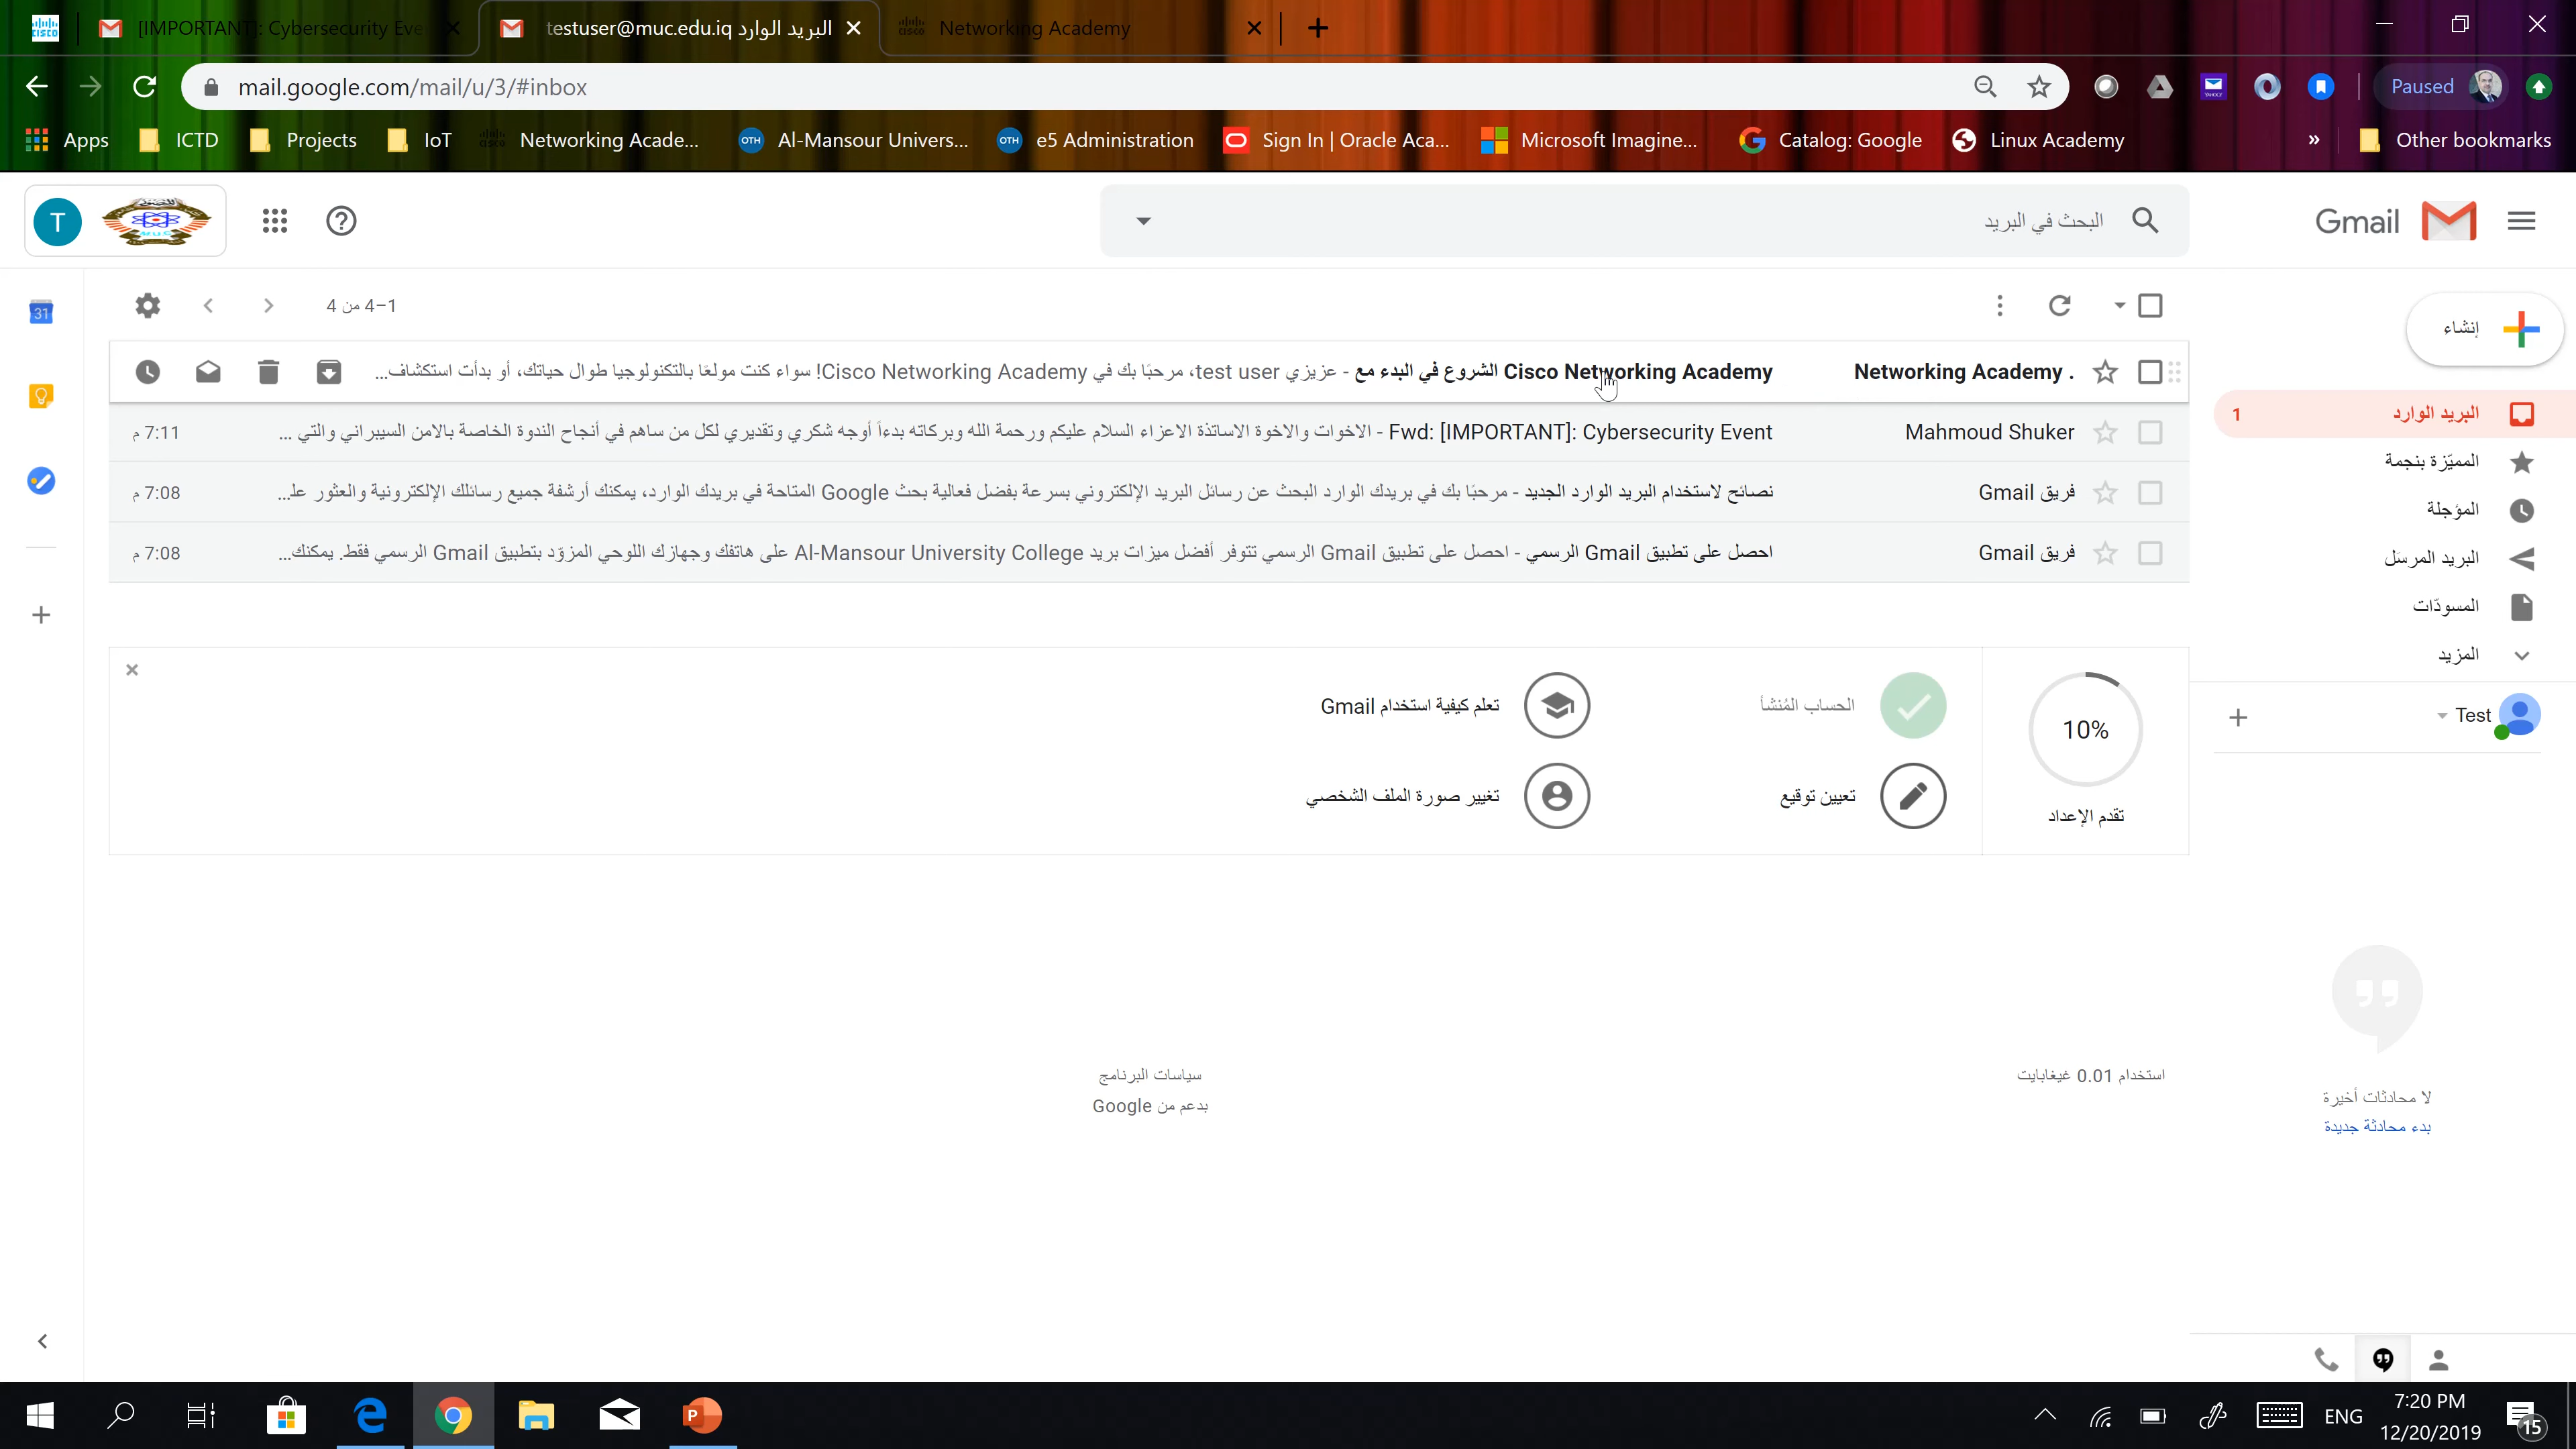 [IMPORTANT]: Cybersecurity Eve
testuser@muc.edu.iq البريد الوارد
Networking Academy
mail.google.com/mail/u/3/#inbox
Paused
Apps
ICTD
Projects
IoT
Networking Acade...
Al-Mansour Univers...
e5 Administration
Sign In | Oracle Aca...
Microsoft Imagine...
Catalog: Google
Linux Academy
»
Other bookmarks
T
البحث في البريد
Gmail
31
1–4 من 4
إنشاء
Networking Academy .
Cisco Networking Academy الشروع في البدء مع - عزيزي test user، مرحبًا بك في Cisco Networking Academy! سواء كنت مولعًا بالتكنولوجيا طوال حياتك، أو بدأت استكشاف...
Mahmoud Shuker
Fwd: [IMPORTANT]: Cybersecurity Event - الاخوات والاخوة الاساتذة الاعزاء السلام عليكم ورحمة الله وبركاته بدءاً أوجه شكري وتقديري لكل من ساهم في أنجاح الندوة الخاصة بالامن السيبراني والتي ...
7:11 م
فريق Gmail
نصائح لاستخدام البريد الوارد الجديد - مرحبًا بك في بريدك الوارد البحث عن رسائل البريد الإلكتروني بسرعة بفضل فعالية بحث Google المتاحة في بريدك الوارد، يمكنك أرشفة جميع رسائلك الإلكترونية والعثور علـ...
7:08 م
فريق Gmail
احصل على تطبيق Gmail الرسمي - احصل على تطبيق Gmail الرسمي تتوفر أفضل ميزات بريد Al-Mansour University College على هاتفك وجهازك اللوحي المزوّد بتطبيق Gmail الرسمي فقط. يمكنك...
7:08 م
البريد الوارد
1
المميّزة بنجمة
المؤجلة
البريد المرسَل
المسودّات
المزيد
Test
10%
تقدم الإعداد
الحساب المُنشأ
تعلم كيفية استخدام Gmail
تعيين توقيع
تغيير صورة الملف الشخصي
استخدام 0.01 غيغابايت
سياسات البرنامج
بدعم من Google
لا محادثات أخيرة
بدء محادثة جديدة
ENG
7:20 PM
12/20/2019
15